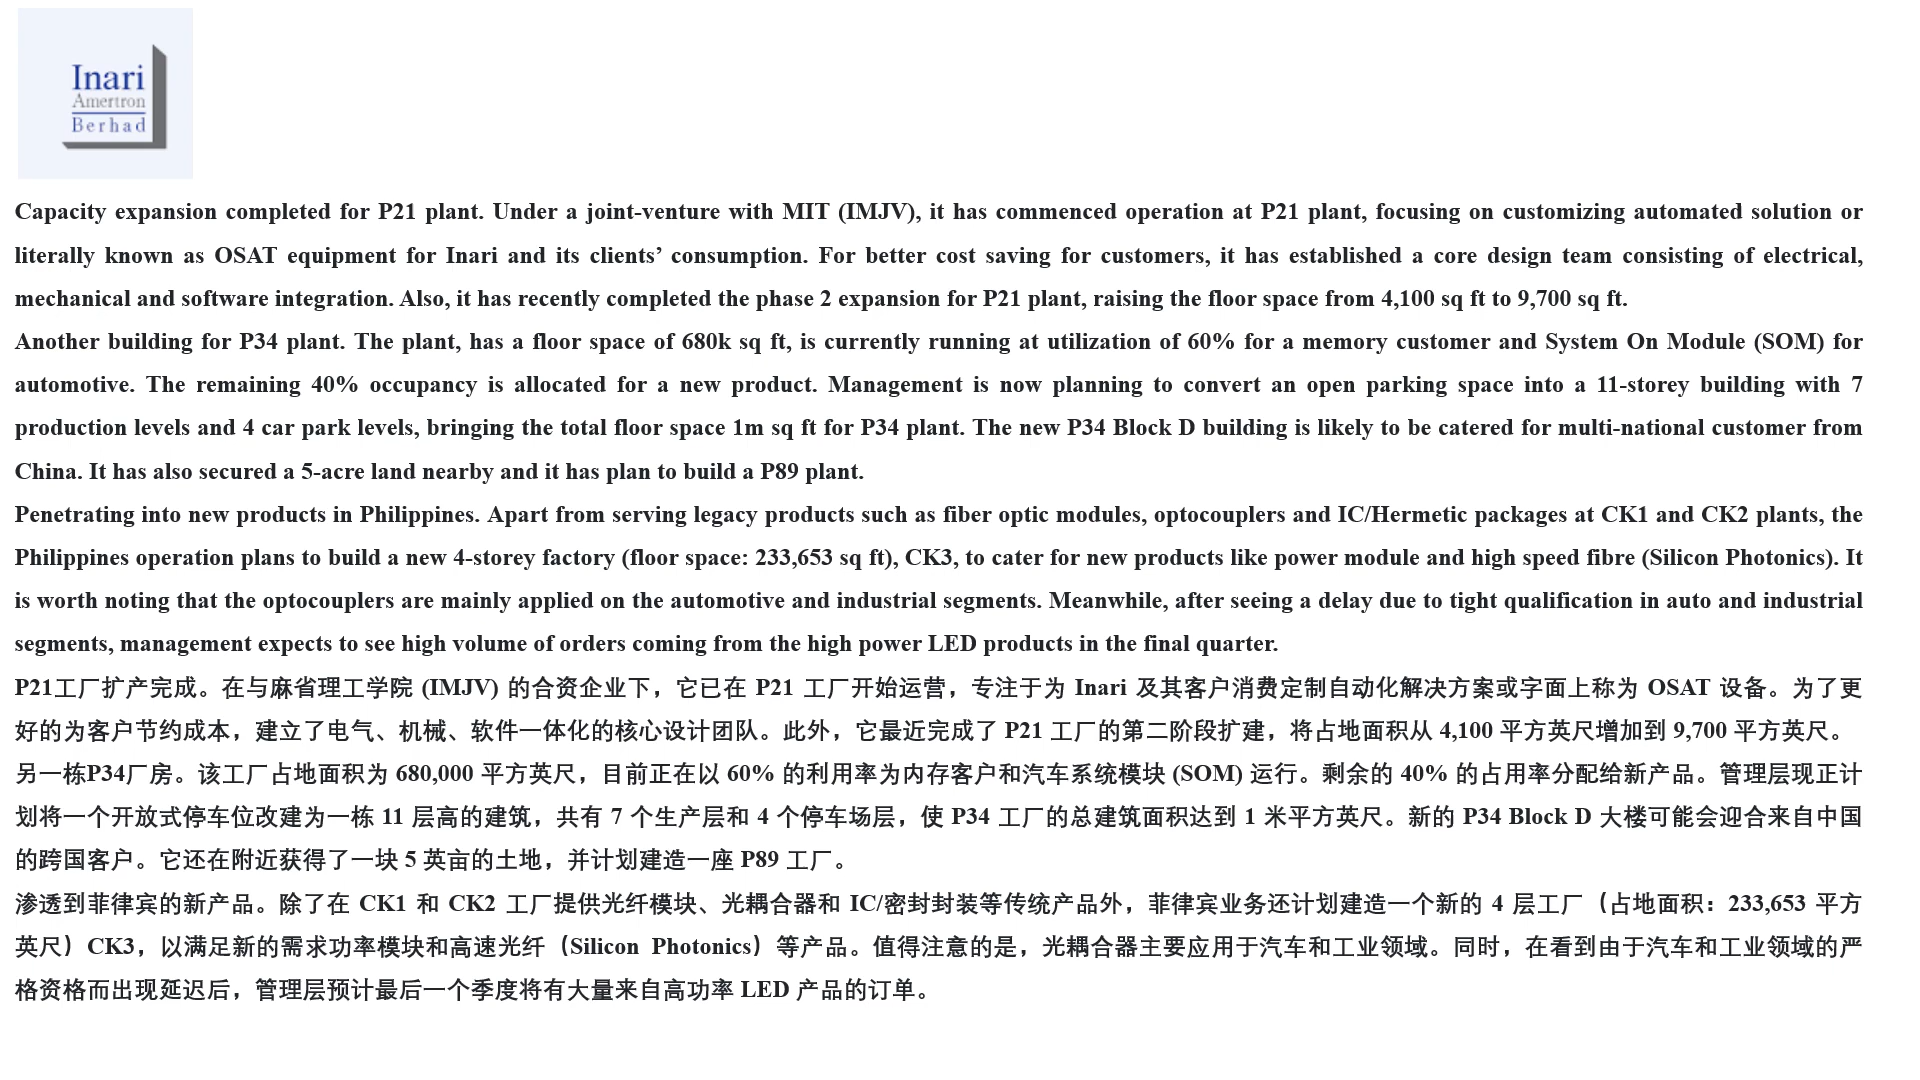 Inari
Amertron
Berhad
Capacity expansion completed for P21 plant. Under a joint-venture with MIT (IMJV), it has commenced operation at P21 plant, focusing on customizing automated solution or
literally known as OSAT equipment for Inari and its clients’ consumption. For better cost saving for customers, it has established a core design team consisting of electrical,
mechanical and software integration. Also, it has recently completed the phase 2 expansion for P21 plant, raising the floor space from 4,100 sq ft to 9,700 sq ft.
Another building for P34 plant. The plant, has a floor space of 680k sq ft, is currently running at utilization of 60% for a memory customer and System On Module (SOM) for
automotive. The remaining 40% occupancy is allocated for a new product. Management is now planning to convert an open parking space into a 11-storey building with 7
production levels and 4 car park levels, bringing the total floor space 1m sq ft for P34 plant. The new P34 Block D building is likely to be catered for multi-national customer from
China. It has also secured a 5-acre land nearby and it has plan to build a P89 plant.
Penetrating into new products in Philippines. Apart from serving legacy products such as fiber optic modules, optocouplers and IC/Hermetic packages at CK1 and CK2 plants, the
Philippines operation plans to build a new 4-storey factory (floor space: 233,653 sq ft), CK3, to cater for new products like power module and high speed fibre (Silicon Photonics). It
is worth noting that the optocouplers are mainly applied on the automotive and industrial segments. Meanwhile, after seeing a delay due to tight qualification in auto and industrial
segments, management expects to see high volume of orders coming from the high power LED products in the final quarter.
P21工厂扩产完成。在与麻省理工学院 (IMJV) 的合资企业下，它已在 P21 工厂开始运营，专注于为 Inari 及其客户消费定制自动化解决方案或字面上称为 OSAT 设备。为了更
好的为客户节约成本，建立了电气、机械、软件一体化的核心设计团队。此外，它最近完成了 P21 工厂的第二阶段扩建，将占地面积从 4,100 平方英尺增加到 9,700 平方英尺。
另一栋P34厂房。该工厂占地面积为 680,000 平方英尺，目前正在以 60% 的利用率为内存客户和汽车系统模块 (SOM) 运行。剩余的 40% 的占用率分配给新产品。管理层现正计
划将一个开放式停车位改建为一栋 11 层高的建筑，共有 7 个生产层和 4 个停车场层，使 P34 工厂的总建筑面积达到 1 米平方英尺。新的 P34 Block D 大楼可能会迎合来自中国
的跨国客户。它还在附近获得了一块 5 英亩的土地，并计划建造一座 P89 工厂。
渗透到菲律宾的新产品。除了在 CK1 和 CK2 工厂提供光纤模块、光耦合器和 IC/密封封装等传统产品外，菲律宾业务还计划建造一个新的 4 层工厂（占地面积：233,653 平方
英尺）CK3，以满足新的需求功率模块和高速光纤（Silicon Photonics）等产品。值得注意的是，光耦合器主要应用于汽车和工业领域。同时，在看到由于汽车和工业领域的严
格资格而出现延迟后，管理层预计最后一个季度将有大量来自高功率 LED 产品的订单。